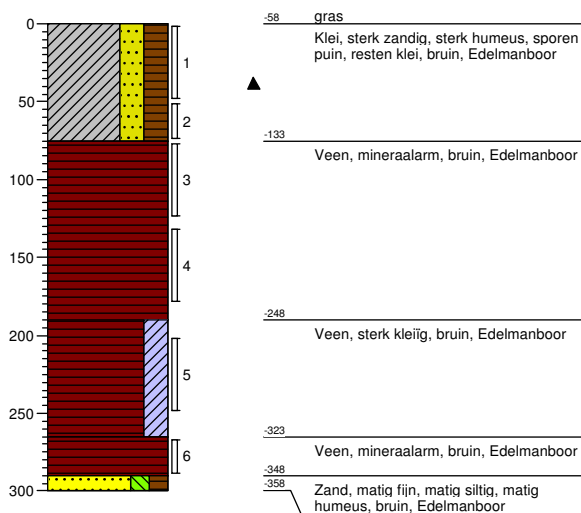 0
50
100
150
200
250
300
1
2
3
4
5
6
-58 gras
Klei, sterk zandig, sterk humeus, sporen
puin, resten klei, bruin, Edelmanboor
-133
Veen, mineraalarm, bruin, Edelmanboor
-248
Veen, sterk kleiïg, bruin, Edelmanboor
-323
Veen, mineraalarm, bruin, Edelmanboor
-348
-358
Zand, matig fijn, matig siltig, matig
humeus, bruin, Edelmanboor